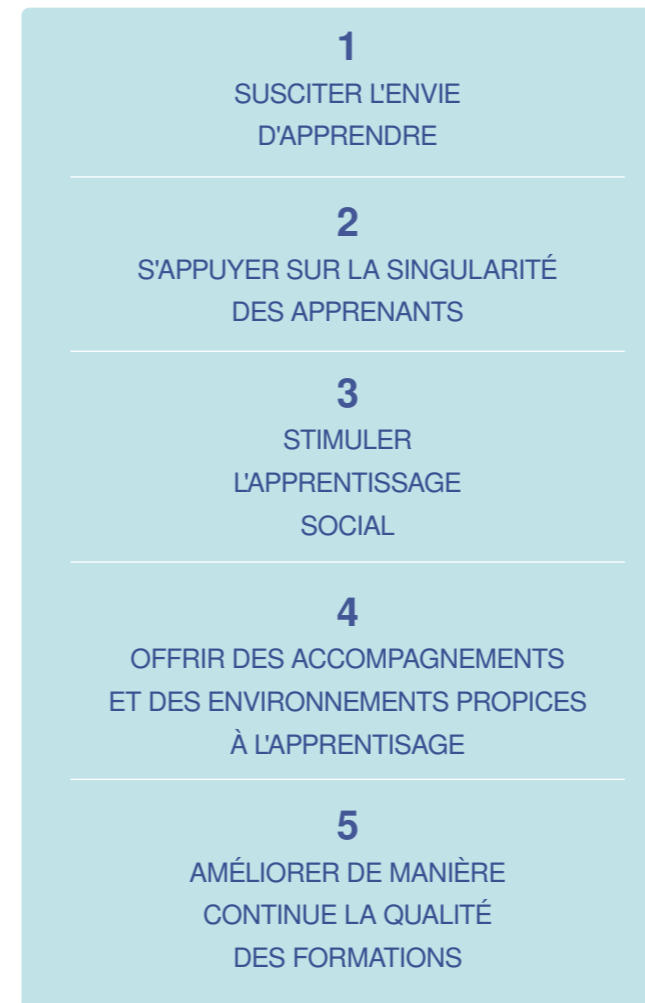 1
SUSCITER L'ENVIE
D'APPRENDRE
2
S'APPUYER SUR LA SINGULARITÉ
DES APPRENANTS
3
STIMULER
L'APPRENTISSAGE
SOCIAL
4
OFFRIR DES ACCOMPAGNEMENTS
ET DES ENVIRONNEMENTS PROPICES
À L'APPRENTISAGE
5
AMÉLIORER DE MANIÈRE
CONTINUE LA QUALITÉ
DES FORMATIONS